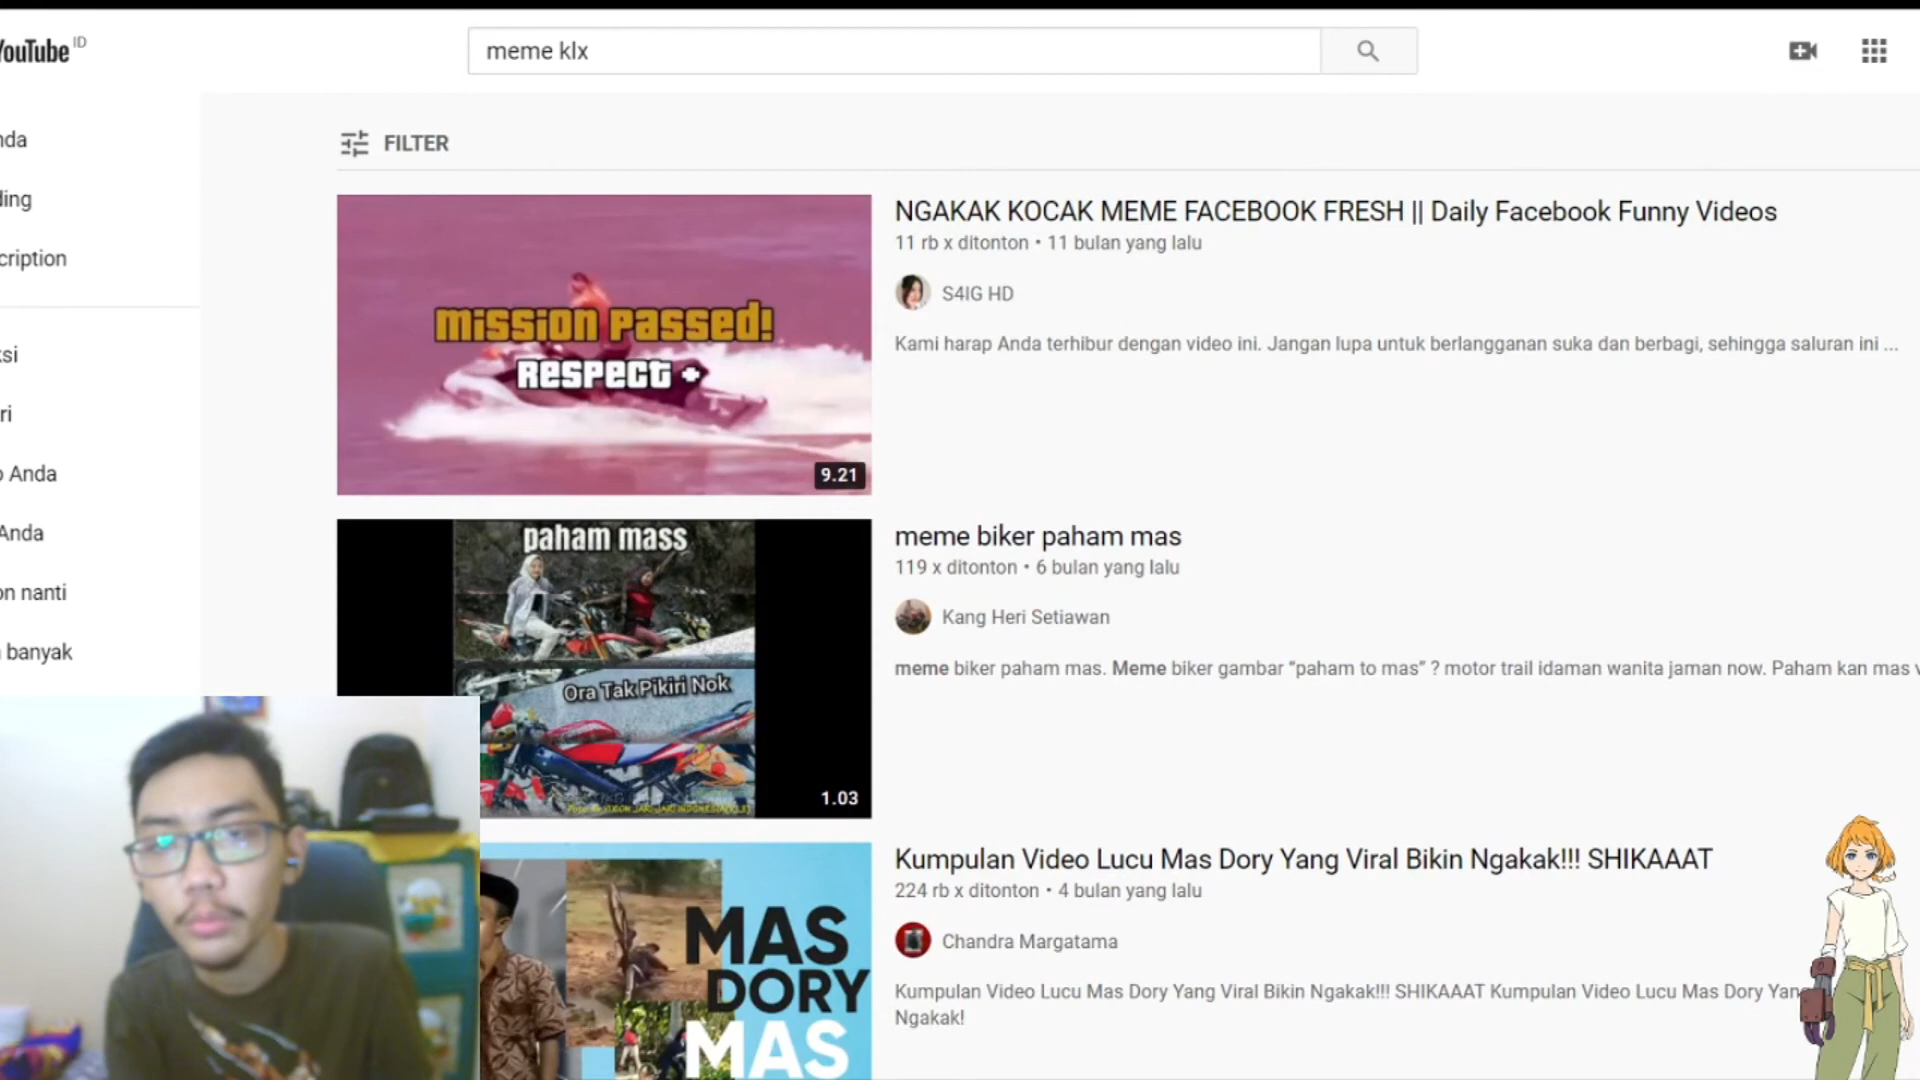 YouTube ID
meme klx
nda
ding
cription
ksi
ri
o Anda
Anda
on nanti
banyak
FILTER
mission passed!
Respect +
9.21
NGAKAK KOCAK MEME FACEBOOK FRESH || Daily Facebook Funny Videos
11 rb x ditonton • 11 bulan yang lalu
S4IG HD
Kami harap Anda terhibur dengan video ini. Jangan lupa untuk berlangganan suka dan berbagi, sehingga saluran ini ...
paham mass
Ora Tak Pikiri Nok
1.03
meme biker paham mas
119 x ditonton • 6 bulan yang lalu
Kang Heri Setiawan
meme biker paham mas. Meme biker gambar “paham to mas” ? motor trail idaman wanita jaman now. Paham kan mas v
MAS
DORY
MAS
Kumpulan Video Lucu Mas Dory Yang Viral Bikin Ngakak!!! SHIKAAAT
224 rb x ditonton • 4 bulan yang lalu
Chandra Margatama
Kumpulan Video Lucu Mas Dory Yang Viral Bikin Ngakak!!! SHIKAAAT Kumpulan Video Lucu Mas Dory Yang
Ngakak!